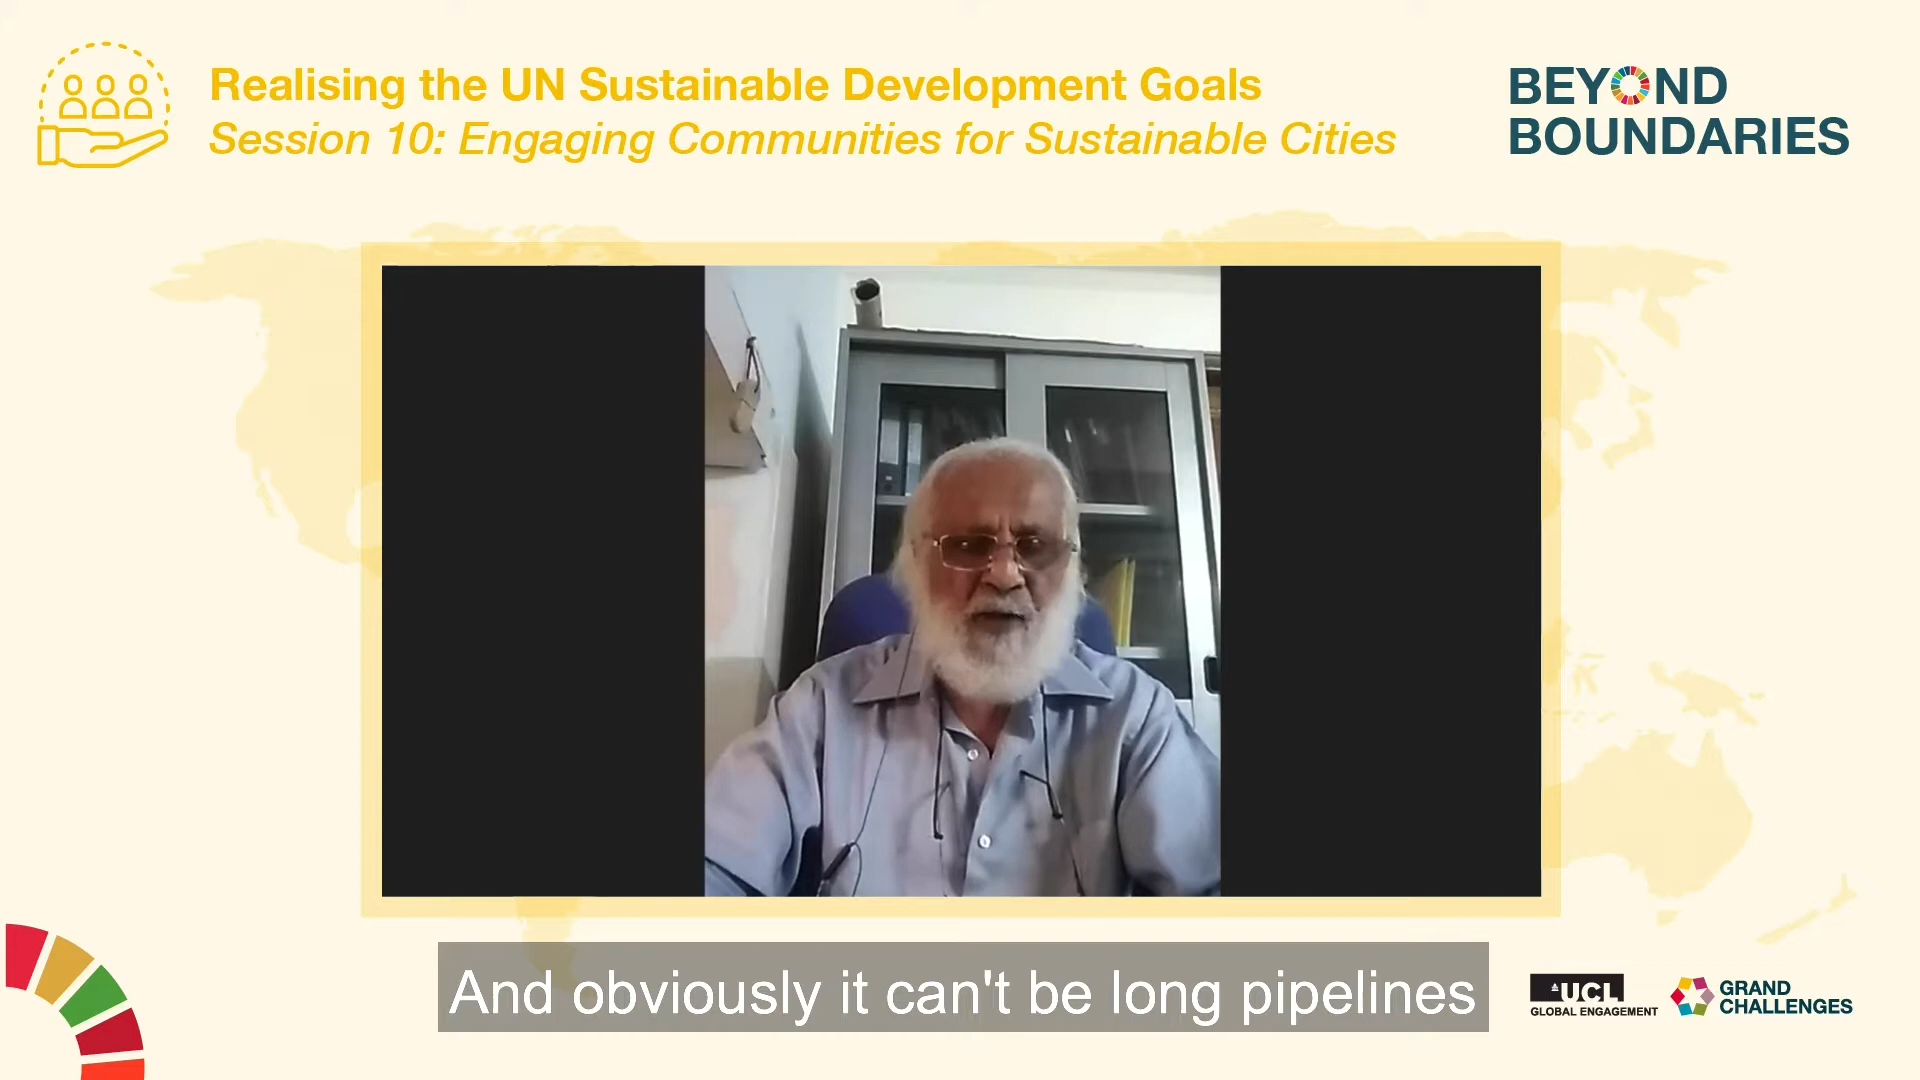 Realising the UN Sustainable Development Goals
Session 10: Engaging Communities for Sustainable Cities
BEYOND
BOUNDARIES
And obviously it can't be long pipelines
UCL
GLOBAL ENGAGEMENT
GRAND
CHALLENGES